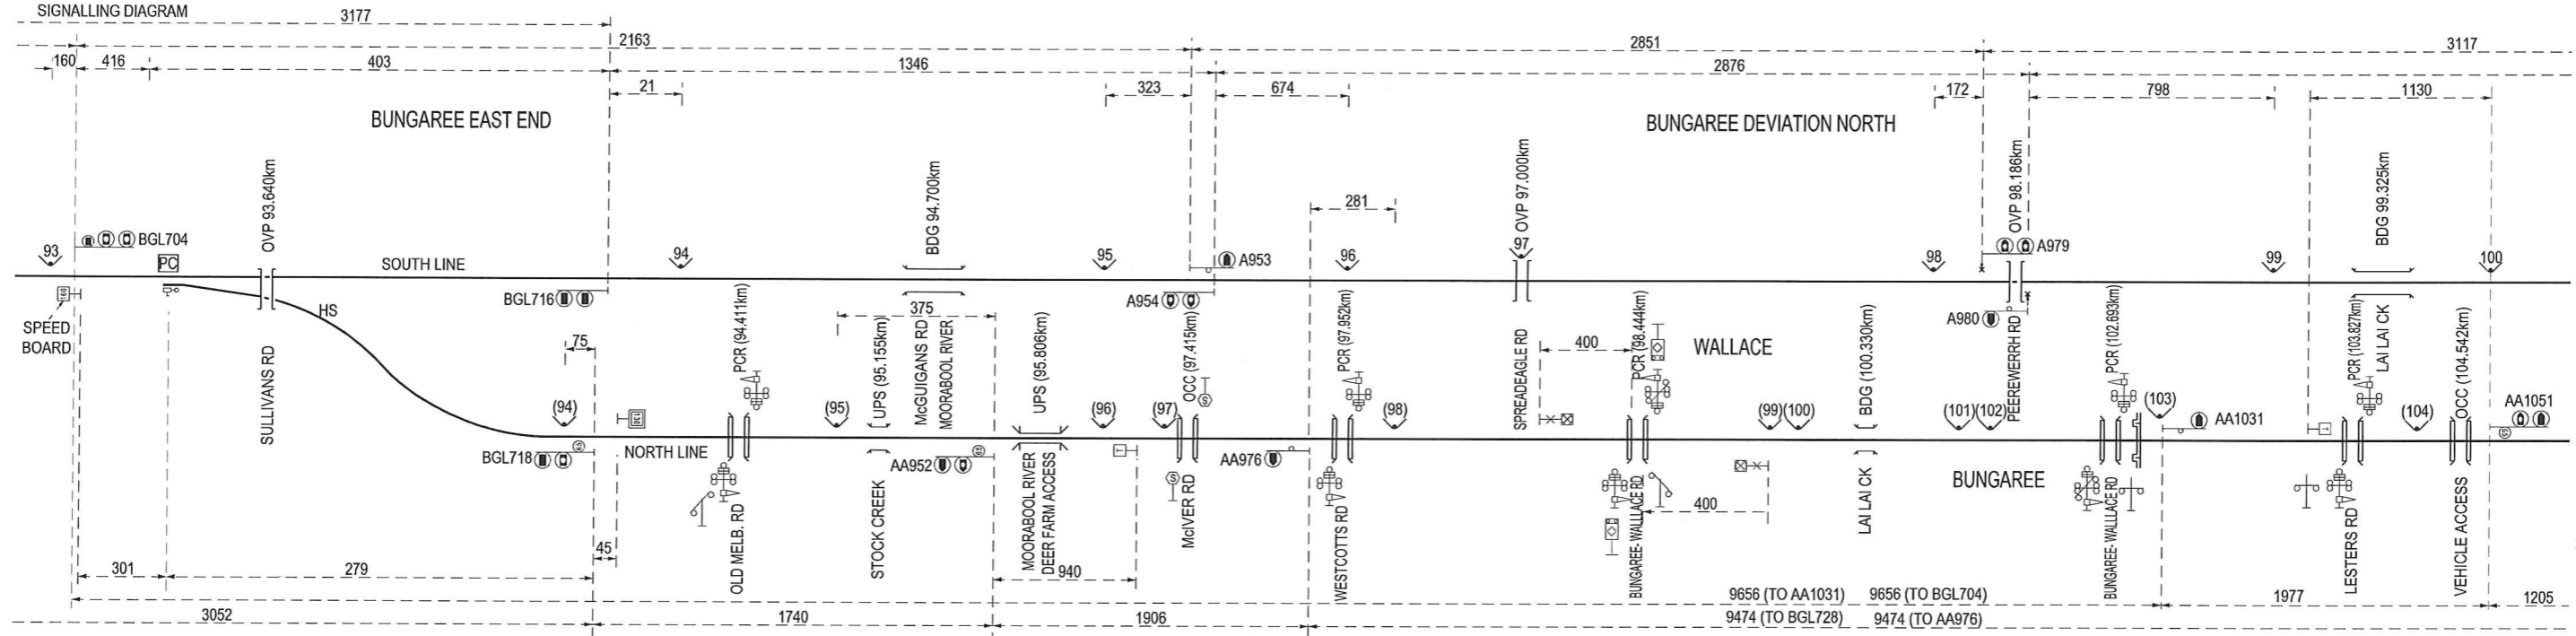 SIGNALLING DIAGRAM
3177
2163
2851
3117
160
416
403
1346
2876
21
323
674
172
798
1130
BUNGAREE EAST END
BUNGAREE DEVIATION NORTH
OVP 93.640km
BDG 94.700km
281
OVP 97.000km
OVP 98.186km
BDG 99.325km
93
BGL704
PC
SOUTH LINE
94
95
A953
96
97
98
A979
99
100
SPEED
BOARD
HS
BGL716
A954
A980
375
75
400
WALLACE
SULLIVANS RD
PCR (94.411km)
UPS (95.155km)
McGUIGANS RD
MOORABOOL RIVER
UPS (95.806km)
OCC (97.415km)
PCR (97.952km)
SPREADEAGLE RD
PCR (98.444km)
BDG (100.330km)
PEEREWERRH RD
PCR (102.693km)
PCR (103.827km)
LAI LAI CK
OCC (104.542km)
(94)
(95)
(96)
(97)
(98)
(99)
(100)
(101)
(102)
(103)
(104)
AA1031
AA1051
BGL718
NORTH LINE
AA952
AA976
BUNGAREE
OLD MELB. RD
STOCK CREEK
MOORABOOL RIVER
DEER FARM ACCESS
McIVER RD
WESTCOTTS RD
BUNGAREE- WALLLACE RD
400
LAI LAI CK
BUNGAREE- WALLLACE RD
LESTERS RD
VEHICLE ACCESS
45
301
279
940
9656 (TO AA1031)
9656 (TO BGL704)
1977
1205
3052
1740
1906
9474 (TO BGL728)
9474 (TO AA976)